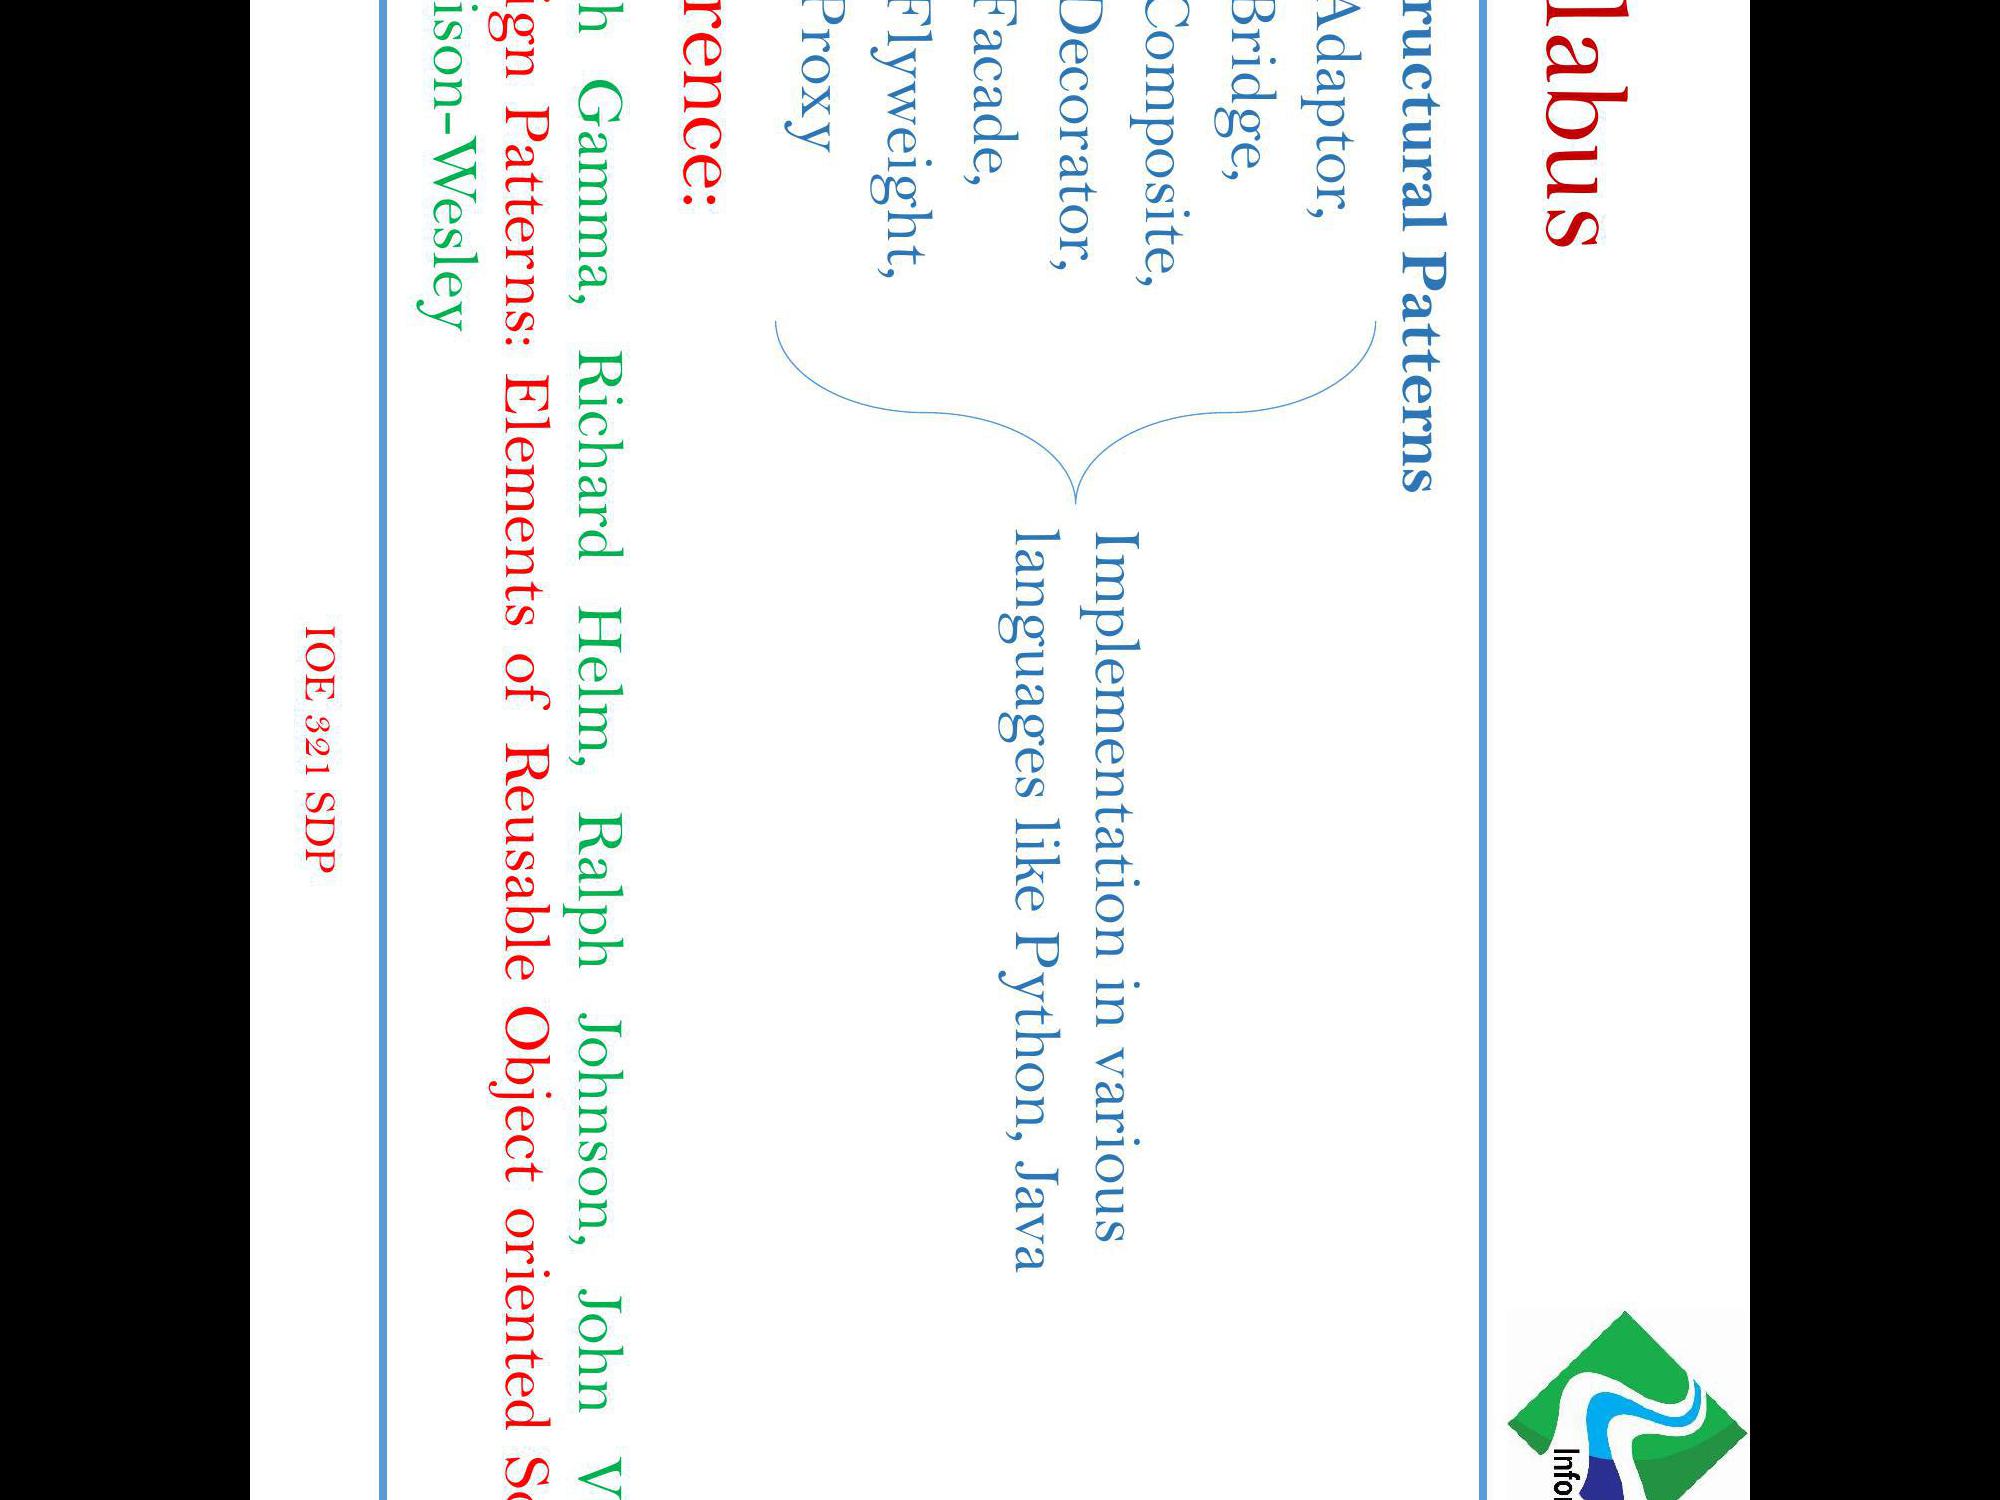 llabus
ructural Patterns
Adaptor,
Bridge,
Composite,
Decorator,
Facade,
Flyweight,
Proxy
Implementation in various
languages like Python, Java
rence:
h Gamma, Richard Helm, Ralph Johnson, John V
ign Patterns: Elements of Reusable Object oriented So
ison-Wesley
IOE 321 SDP
Infor